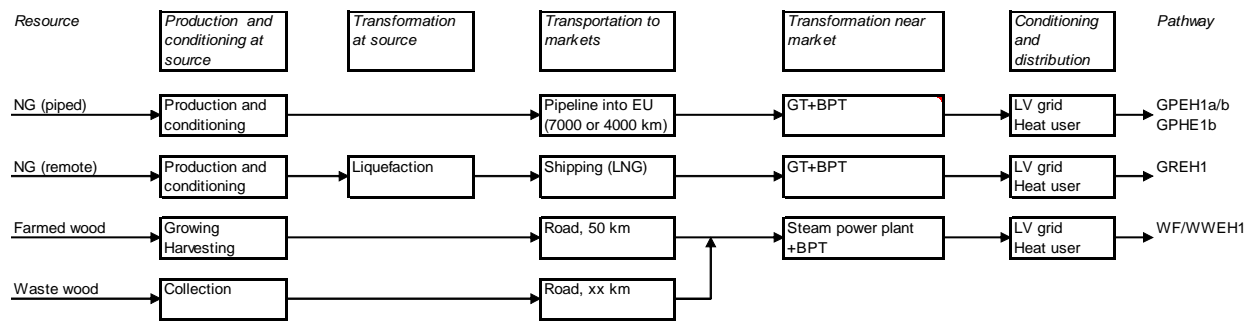 Resource
Production and
conditioning at
source
Transformation
at source
Transportation to
markets
Transformation near
market
Conditioning
and
distribution
Pathway
NG (piped)
Production and
conditioning
Pipeline into EU
(7000 or 4000 km)
GT+BPT
LV grid
Heat user
GPEH1a/b
GPHE1b
NG (remote)
Production and
conditioning
Liquefaction
Shipping (LNG)
GT+BPT
LV grid
Heat user
GREH1
Farmed wood
Growing
Harvesting
Road, 50 km
Steam power plant
+BPT
LV grid
Heat user
WF/WWEH1
Waste wood
Collection
Road, xx km